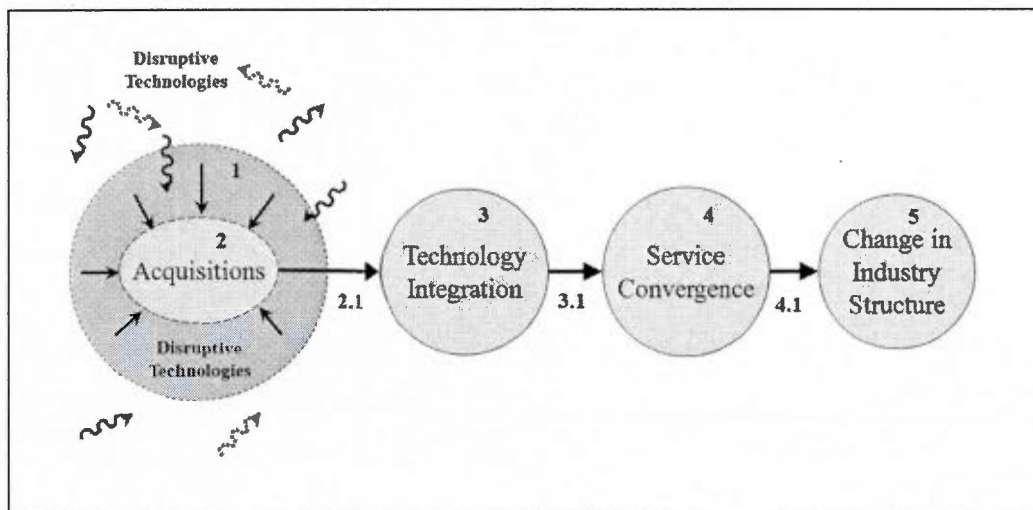 Disruptive
Technologies
1
2
Acquisitions
Disruptive
Technologies
2.1
3
Technology
Integration
3.1
4
Service
Convergence
4.1
5
Change in
Industry
Structure